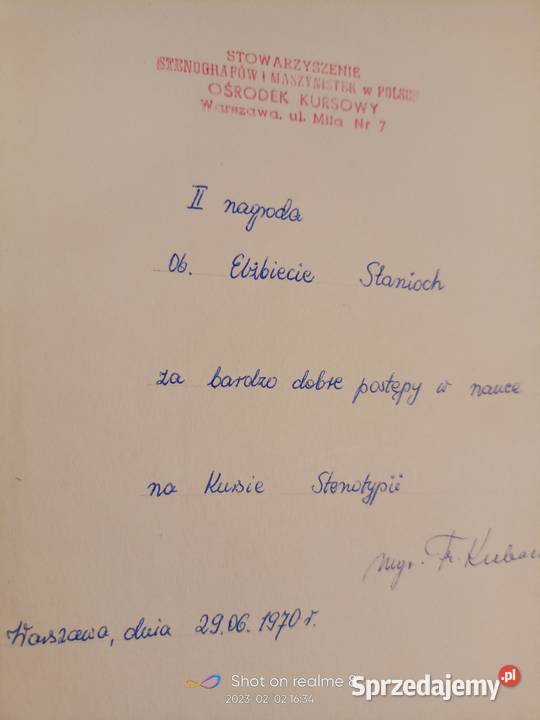 STOWARZYSZENIE
STENOGRAFÓW I MASZYNISTEK w POLSCE
OŚRODEK KURSOWY
Warszawa, ul. Miła Nr 7
II nagroda
Ob. Elżbiecie Stanioch
za bardzo dobre postępy w nauce
na Kursie Stenotypii
mgr. Fr.
Warszawa, dnia 29.06.1970 r.
Shot on realme 8
2023.02.02 16:34
Sprzedajemy.pl